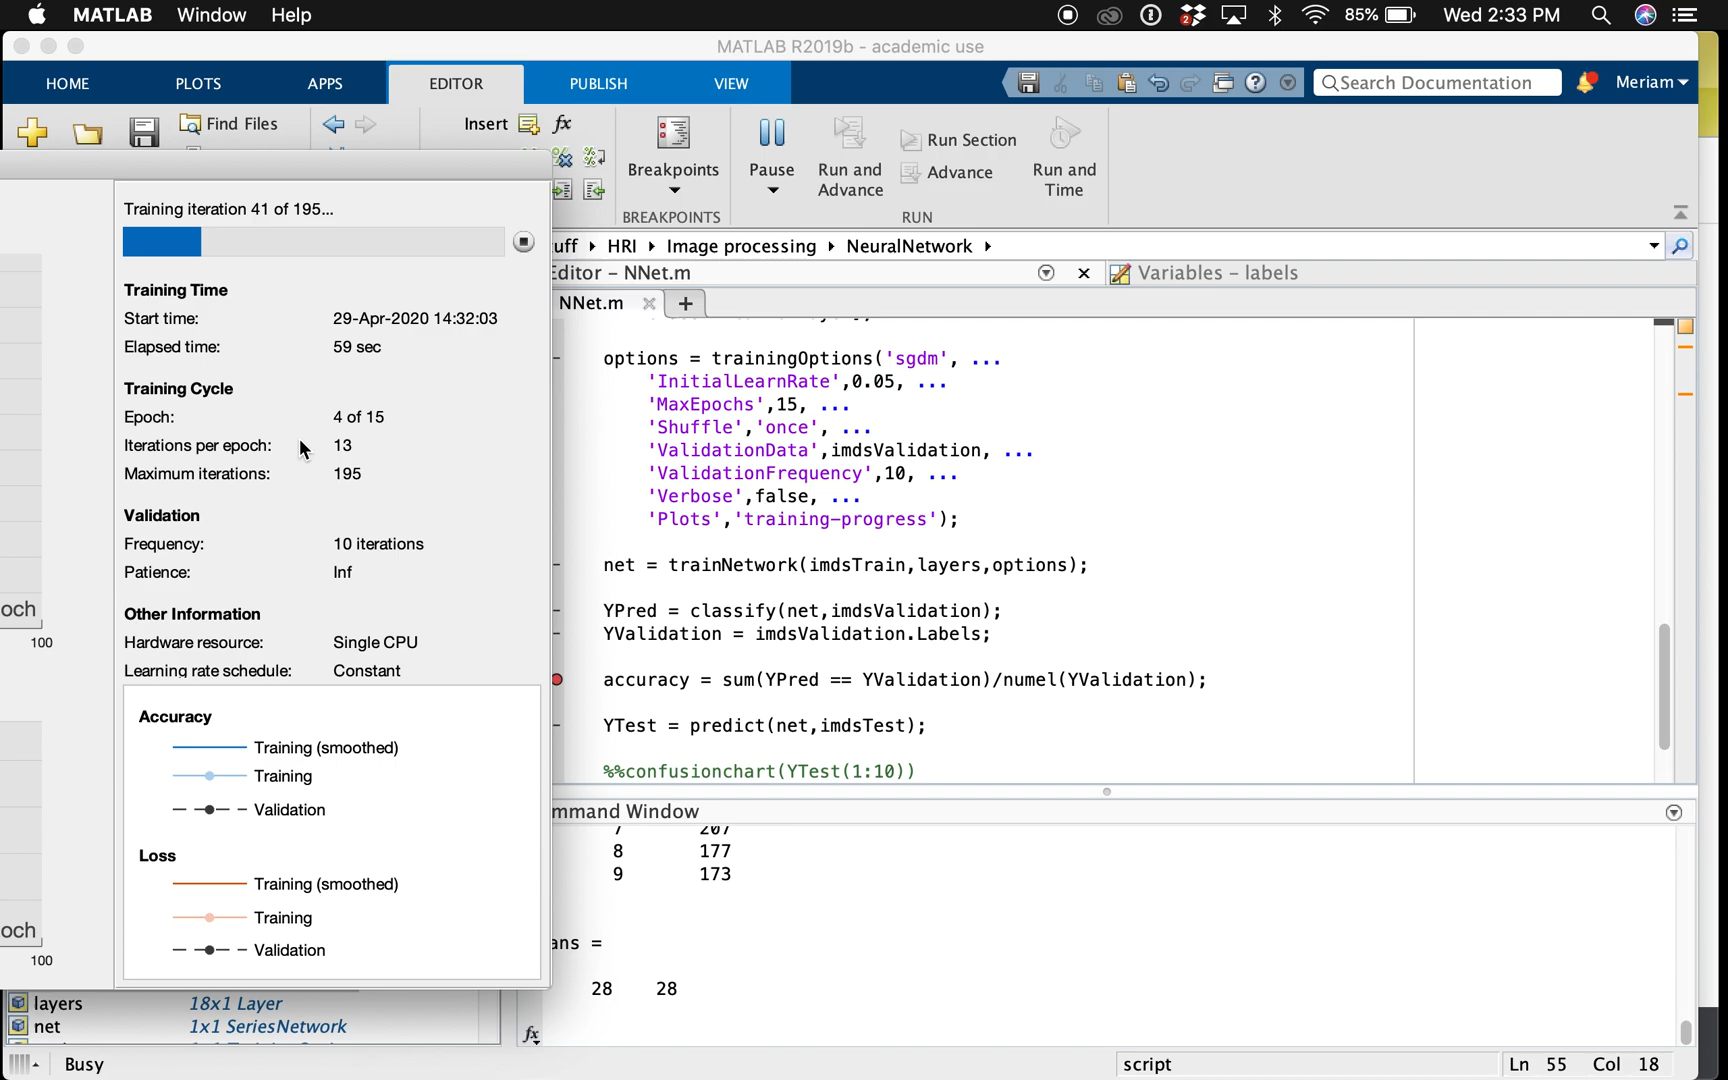 MATLAB Window Help 2 85% Wed 2:33 PM
MATLAB R2019b - academic use
HOME PLOTS APPS EDITOR PUBLISH VIEW Search Documentation Meriam
Find Files Insert fx
Breakpoints Pause Run and Advance Run Section Advance Run and Time
BREAKPOINTS RUN
Training iteration 41 of 195...
Training Time
Start time: 29-Apr-2020 14:32:03
Elapsed time: 59 sec
Training Cycle
Epoch: 4 of 15
Iterations per epoch: 13
Maximum iterations: 195
Validation
Frequency: 10 iterations
Patience: Inf
Other Information
Hardware resource: Single CPU
Learning rate schedule: Constant
Accuracy
Training (smoothed)
Training
Validation
Loss
Training (smoothed)
Training
Validation
och
100
och
100
uff HRI Image processing NeuralNetwork
Editor - NNet.m Variables - labels
NNet.m +
options = trainingOptions('sgdm', ...
'InitialLearnRate',0.05, ...
'MaxEpochs',15, ...
'Shuffle','once', ...
'ValidationData',imdsValidation, ...
'ValidationFrequency',10, ...
'Verbose',false, ...
'Plots','training-progress');
net = trainNetwork(imdsTrain,layers,options);
YPred = classify(net,imdsValidation);
YValidation = imdsValidation.Labels;
accuracy = sum(YPred == YValidation)/numel(YValidation);
YTest = predict(net,imdsTest);
%%confusionchart(YTest(1:10))
mmand Window
7 207
8 177
9 173
ans =
28 28
fx
layers 18x1 Layer
net 1x1 SeriesNetwork
Busy script Ln 55 Col 18